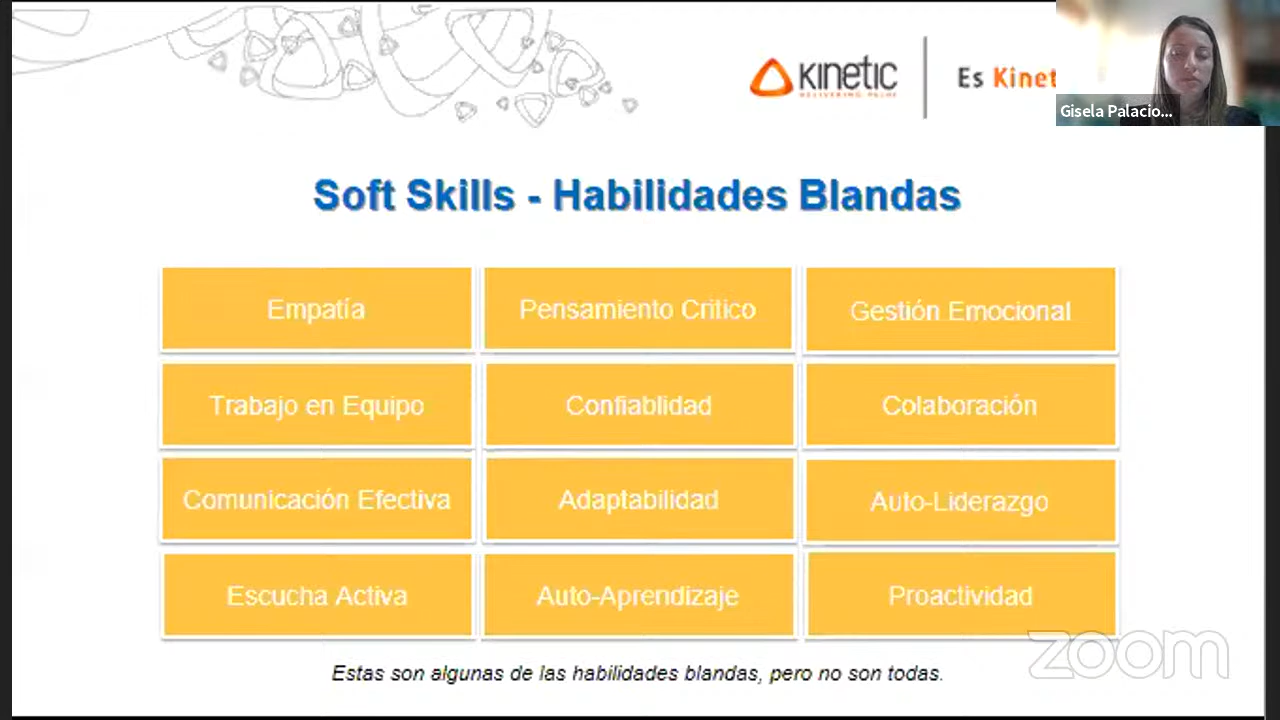 KINETIC
Es Kinet
Gisela Palacio...
Soft Skills - Habilidades Blandas
Empatía
Pensamiento Critico
Gestión Emocional
Trabajo en Equipo
Confiablidad
Colaboración
Comunicación Efectiva
Adaptabilidad
Auto-Liderazgo
Escucha Activa
Auto-Aprendizaje
Proactividad
zoom
Estas son algunas de las habilidades blandas, pero no son todas.